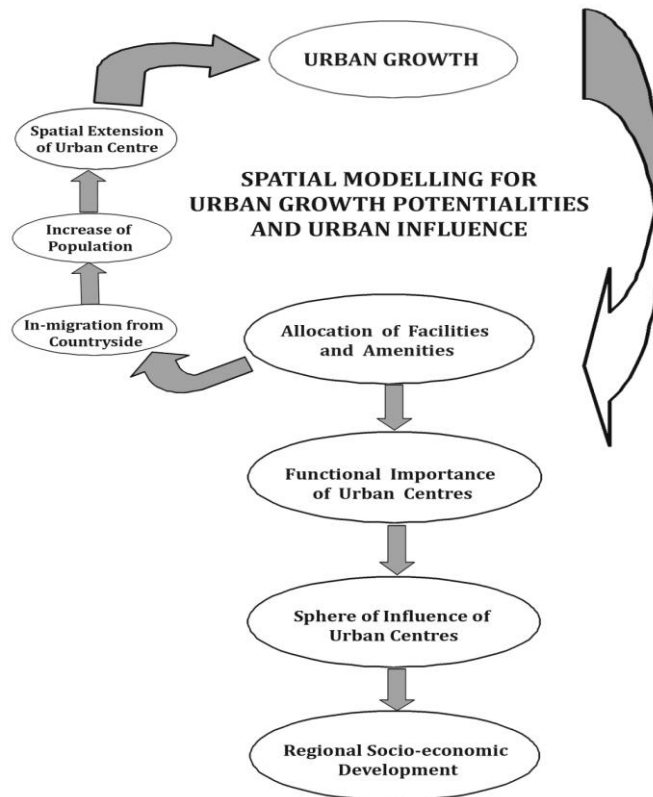 URBAN GROWTH
Spatial Extension
of Urban Centre
SPATIAL MODELLING FOR
URBAN GROWTH POTENTIALITIES
AND URBAN INFLUENCE
Increase of
Population
In-migration from
Countryside
Allocation of Facilities
and Amenities
Functional Importance
of Urban Centres
Sphere of Influence of
Urban Centres
Regional Socio-economic
Development